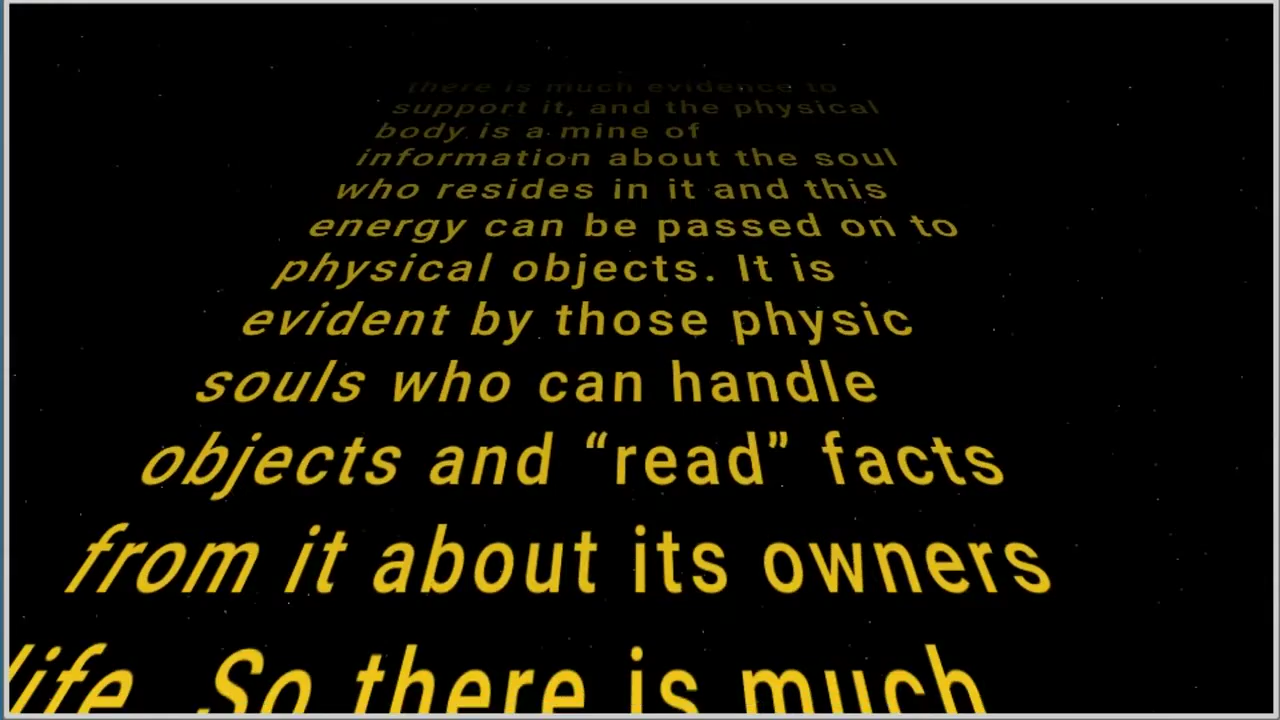 there is much evidence to
support it, and the physical
body is a mine of
information about the soul
who resides in it and this
energy can be passed on to
physical objects. It is
evident by those physic
souls who can handle
objects and “read” facts
from it about its owners
life. So there is much